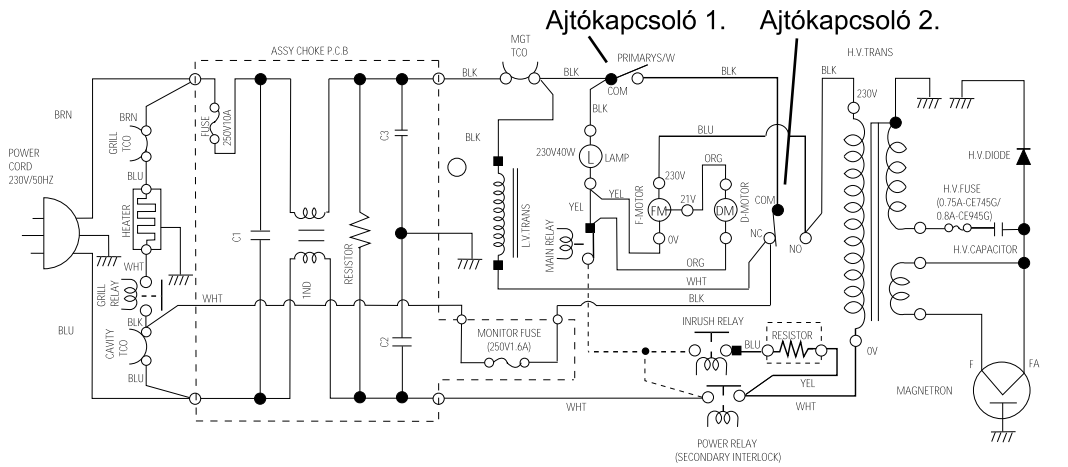 Ajtókapcsoló 1.
Ajtókapcsoló 2.
ASSY CHOKE P.C.B
MGT
TCO
PRIMARYS/W
H.V.TRANS
BLK
BLK
BLK
BLK
COM
BLK
230V
BRN
BRN
GRILL
TCO
FUSE
250V10A
C3
BLK
BLU
POWER
CORD
230V/50HZ
230V40W
L
LAMP
ORG
H.V.DIODE
BLU
230V
21V
YEL
YEL
F-MOTOR
FM
DM
D-MOTOR
COM
H.V.FUSE
(0.75A-CE745G/
0.8A-CE945G)
HEATER
C1
RESISTOR
L.V.TRANS
MAIN RELAY
0V
NC
NO
H.V.CAPACITOR
WHT
1ND
ORG
WHT
GRILL
RELAY
WHT
BLK
BLK
BLU
CAVITY
TCO
C2
MONITOR FUSE
(250V1.6A)
INRUSH RELAY
RESISTOR
BLU
0V
BLU
YEL
F
FA
MAGNETRON
WHT
WHT
POWER RELAY
(SECONDARY INTERLOCK)